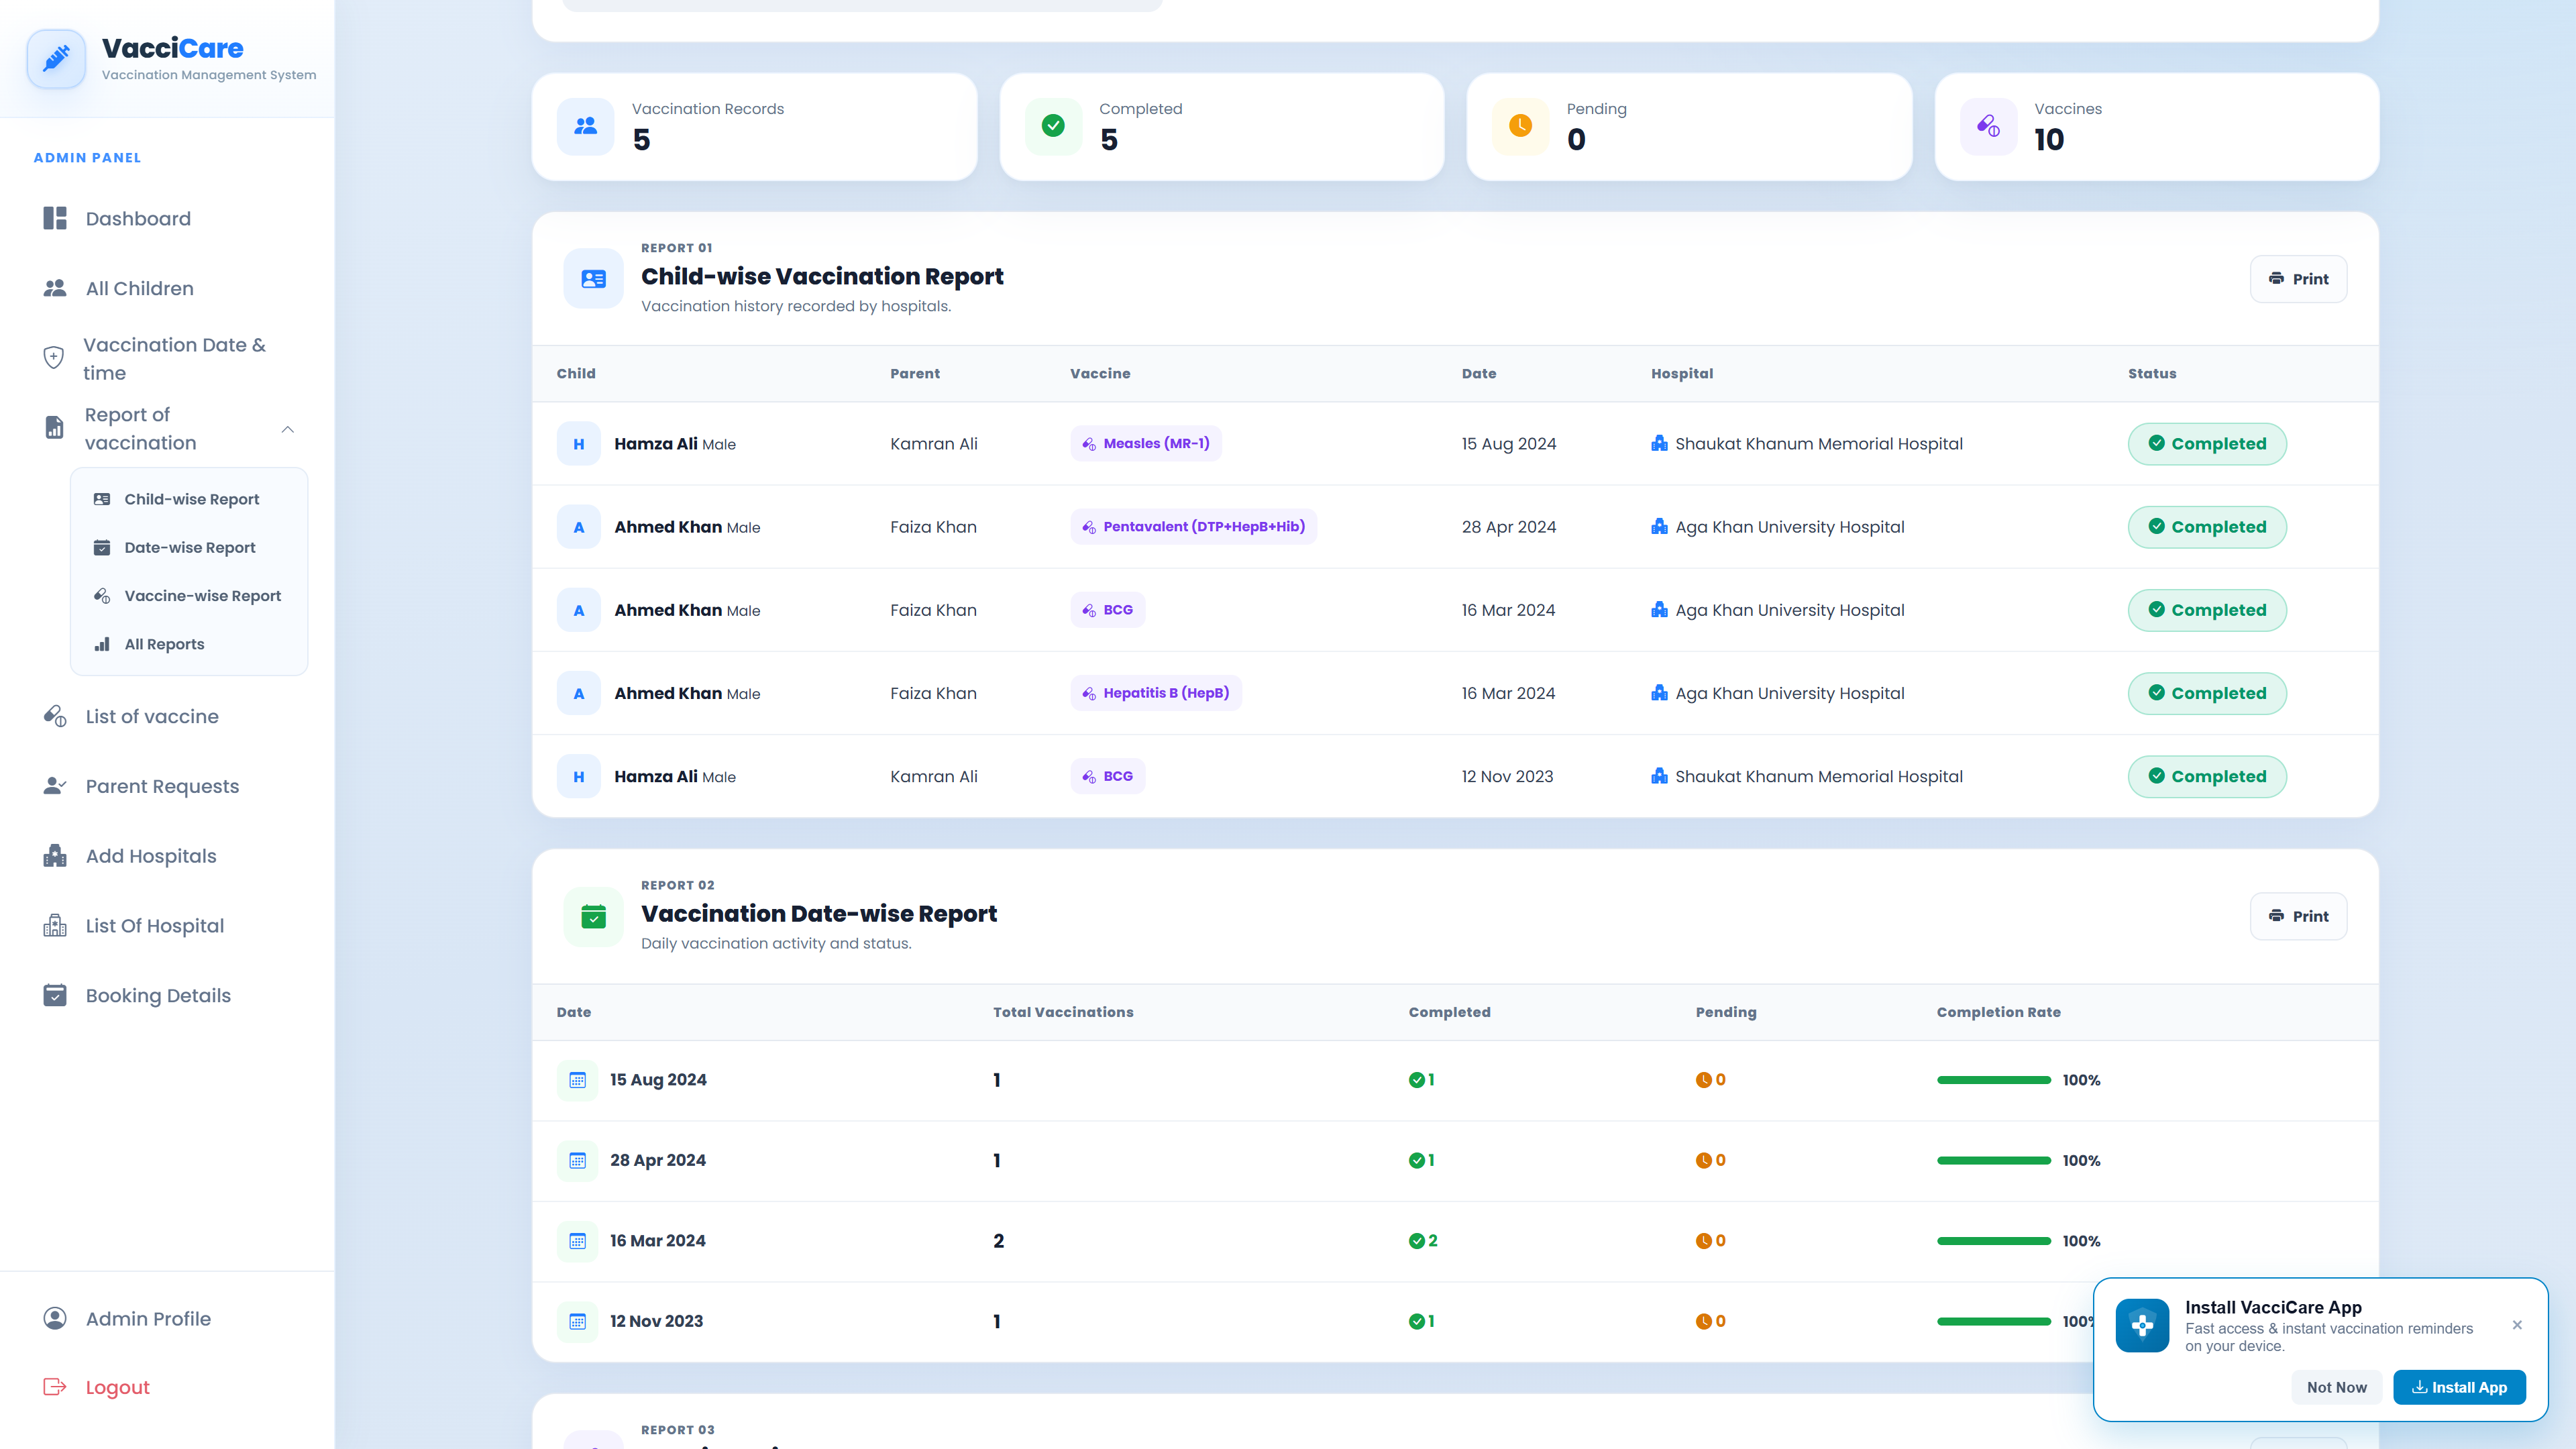 VacciCare
Vaccination Management System
ADMIN PANEL
Dashboard
All Children
Vaccination Date &
time
Report of
vaccination
Child-wise Report
Date-wise Report
Vaccine-wise Report
All Reports
List of vaccine
Parent Requests
Add Hospitals
List Of Hospital
Booking Details
Admin Profile
Logout
Vaccination Records
5
Completed
5
Pending
0
Vaccines
10
REPORT 01
Child-wise Vaccination Report
Vaccination history recorded by hospitals.
Print
Child Parent Vaccine Date Hospital Status
H Hamza Ali Male Kamran Ali Measles (MR-1) 15 Aug 2024 Shaukat Khanum Memorial Hospital Completed
A Ahmed Khan Male Faiza Khan Pentavalent (DTP+HepB+Hib) 28 Apr 2024 Aga Khan University Hospital Completed
A Ahmed Khan Male Faiza Khan BCG 16 Mar 2024 Aga Khan University Hospital Completed
A Ahmed Khan Male Faiza Khan Hepatitis B (HepB) 16 Mar 2024 Aga Khan University Hospital Completed
H Hamza Ali Male Kamran Ali BCG 12 Nov 2023 Shaukat Khanum Memorial Hospital Completed
REPORT 02
Vaccination Date-wise Report
Daily vaccination activity and status.
Print
Date Total Vaccinations Completed Pending Completion Rate
15 Aug 2024 1 1 0 100%
28 Apr 2024 1 1 0 100%
16 Mar 2024 2 2 0 100%
12 Nov 2023 1 1 0 100%
REPORT 03
Install VacciCare App
Fast access & instant vaccination reminders
on your device.
Not Now
Install App